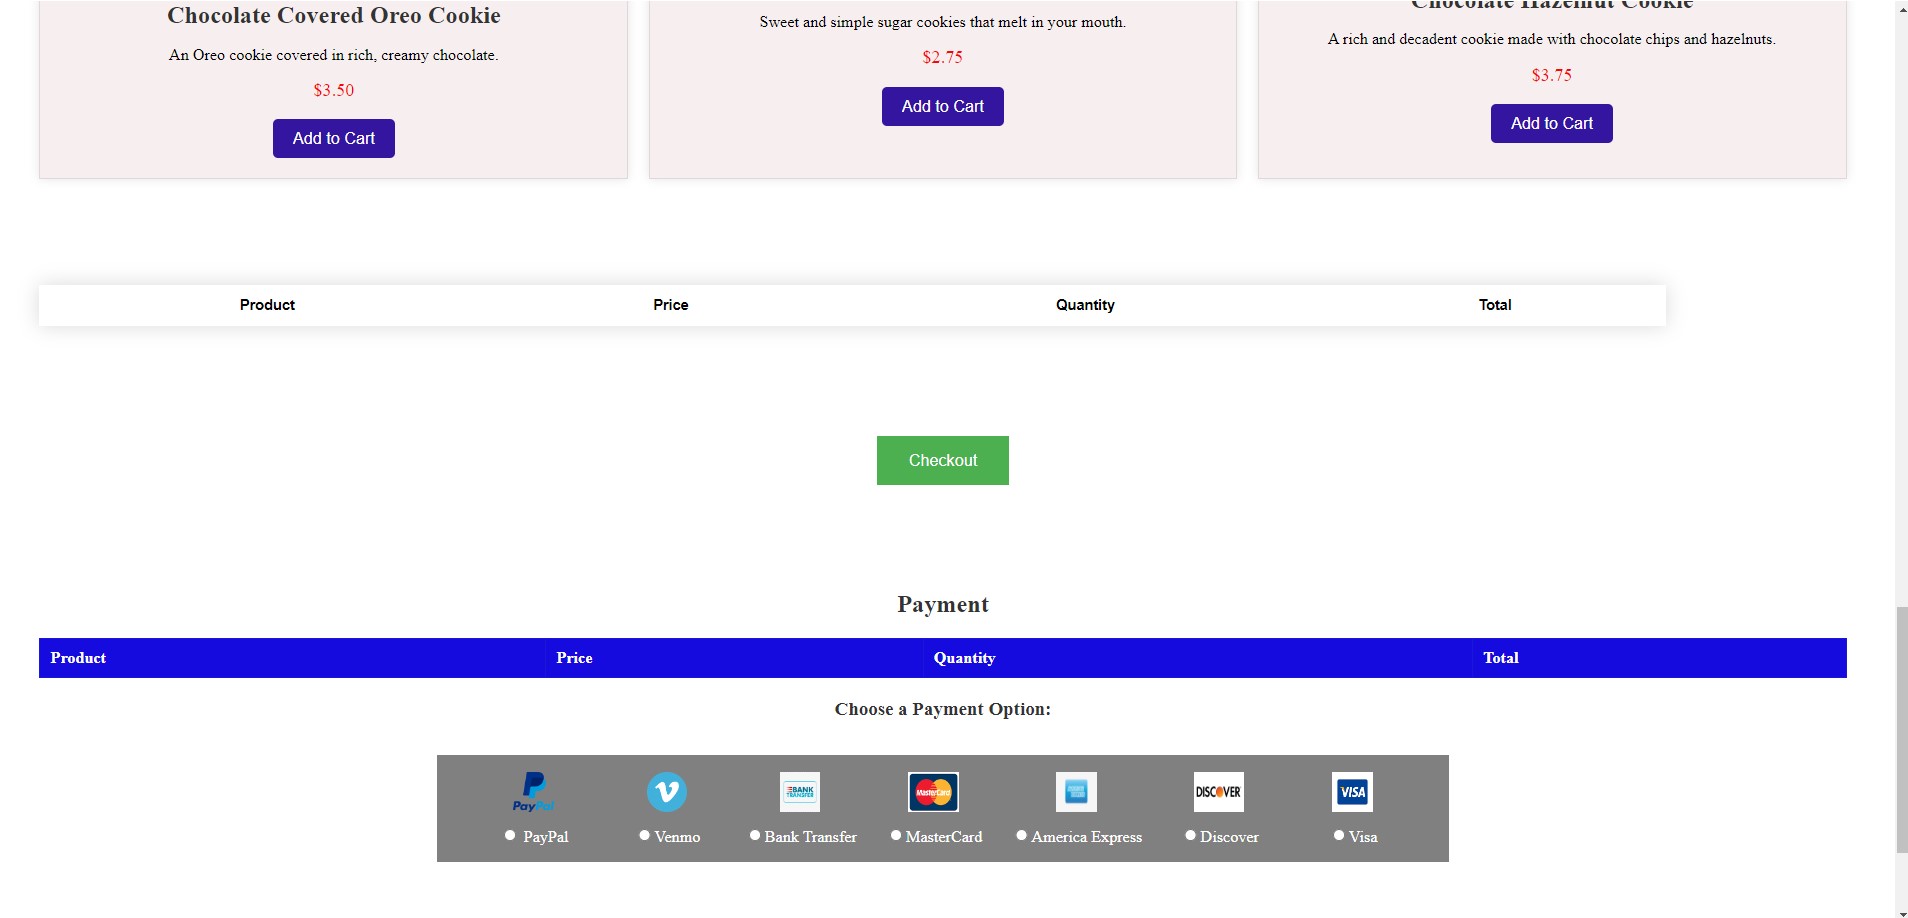 Chocolate Covered Oreo Cookie
An Oreo cookie covered in rich, creamy chocolate.
$3.50
Add to Cart
Sweet and simple sugar cookies that melt in your mouth.
$2.75
Add to Cart
Chocolate Hazelnut Cookie
A rich and decadent cookie made with chocolate chips and hazelnuts.
$3.75
Add to Cart
Product Price Quantity Total
Checkout
Payment
Product Price Quantity Total
Choose a Payment Option:
PayPal
BANK TRANSFER
MasterCard
DISCOVER
VISA
PayPal Venmo Bank Transfer MasterCard America Express Discover Visa